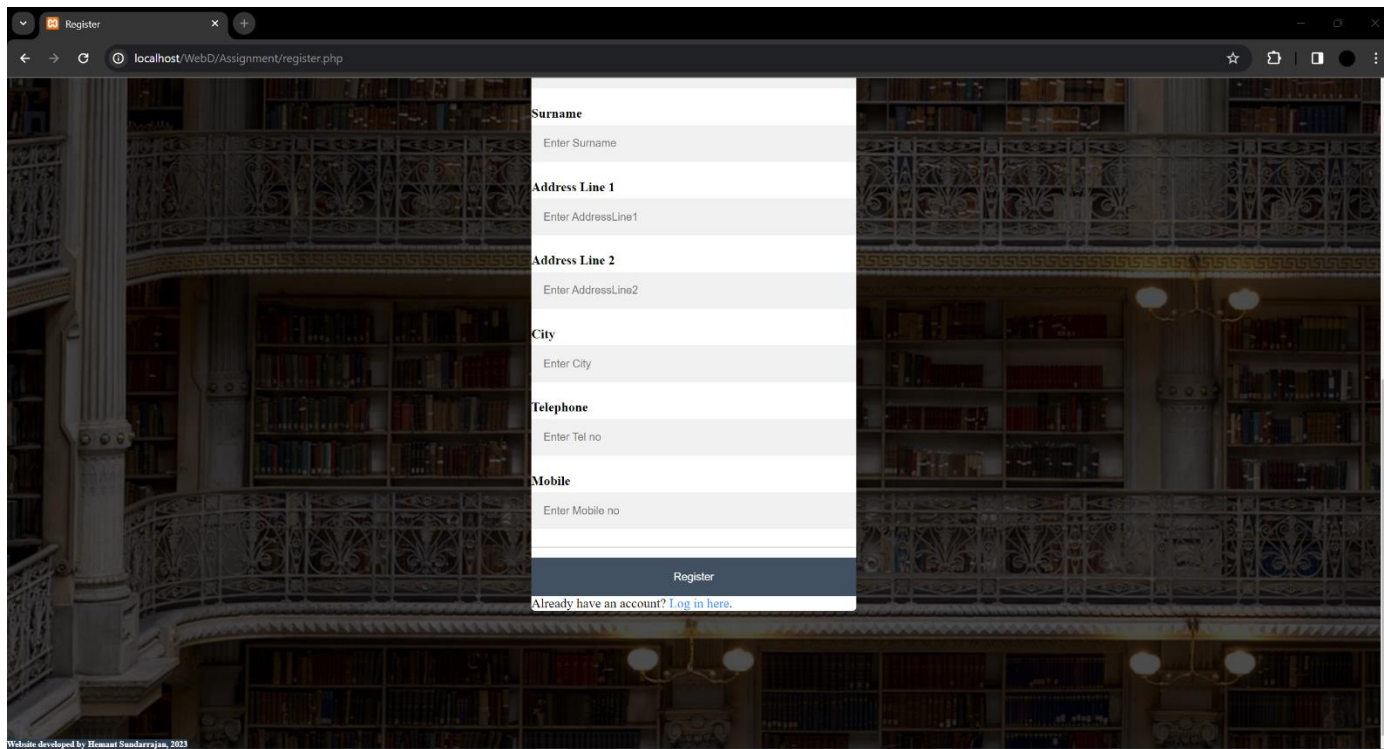 Register
localhost/WebD/Assignment/register.php
Surname
Enter Surname
Address Line 1
Enter AddressLine1
Address Line 2
Enter AddressLine2
City
Enter City
Telephone
Enter Tel no
Mobile
Enter Mobile no
Register
Already have an account? Log in here.
Website developed by Hemant Sundarrajan, 2023